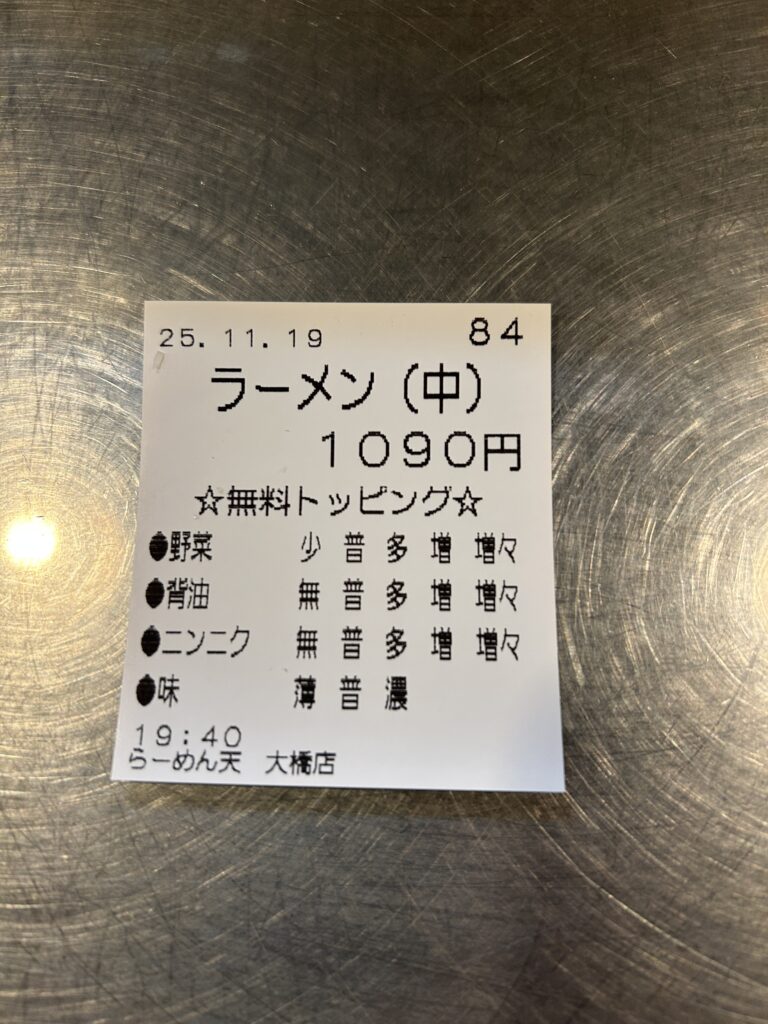 25.11.19 84
ラーメン(中)
1090円
☆無料トッピング☆
●野菜 少 普 多 増 増々
●背油 無 普 多 増 増々
●ニンニク 無 普 多 増 増々
●味 薄 普 濃
19:40
らーめん天 大橋店